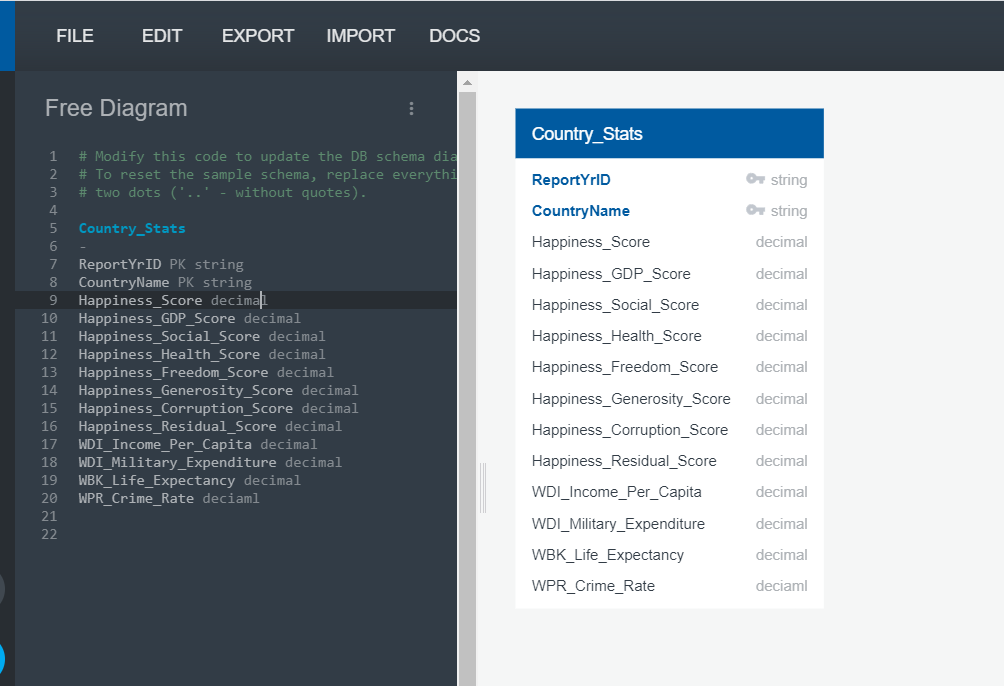 FILE EDIT EXPORT IMPORT DOCS
Free Diagram
1 # Modify this code to update the DB schema dia
2 # To reset the sample schema, replace everythi
3 # two dots ('..' - without quotes).
4
5 Country_Stats
6 -
7 ReportYrID PK string
8 CountryName PK string
9 Happiness_Score decimal
10 Happiness_GDP_Score decimal
11 Happiness_Social_Score decimal
12 Happiness_Health_Score decimal
13 Happiness_Freedom_Score decimal
14 Happiness_Generosity_Score decimal
15 Happiness_Corruption_Score decimal
16 Happiness_Residual_Score decimal
17 WDI_Income_Per_Capita decimal
18 WDI_Military_Expenditure decimal
19 WBK_Life_Expectancy decimal
20 WPR_Crime_Rate deciaml
21
22
Country_Stats
ReportYrID string
CountryName string
Happiness_Score decimal
Happiness_GDP_Score decimal
Happiness_Social_Score decimal
Happiness_Health_Score decimal
Happiness_Freedom_Score decimal
Happiness_Generosity_Score decimal
Happiness_Corruption_Score decimal
Happiness_Residual_Score decimal
WDI_Income_Per_Capita decimal
WDI_Military_Expenditure decimal
WBK_Life_Expectancy decimal
WPR_Crime_Rate deciaml